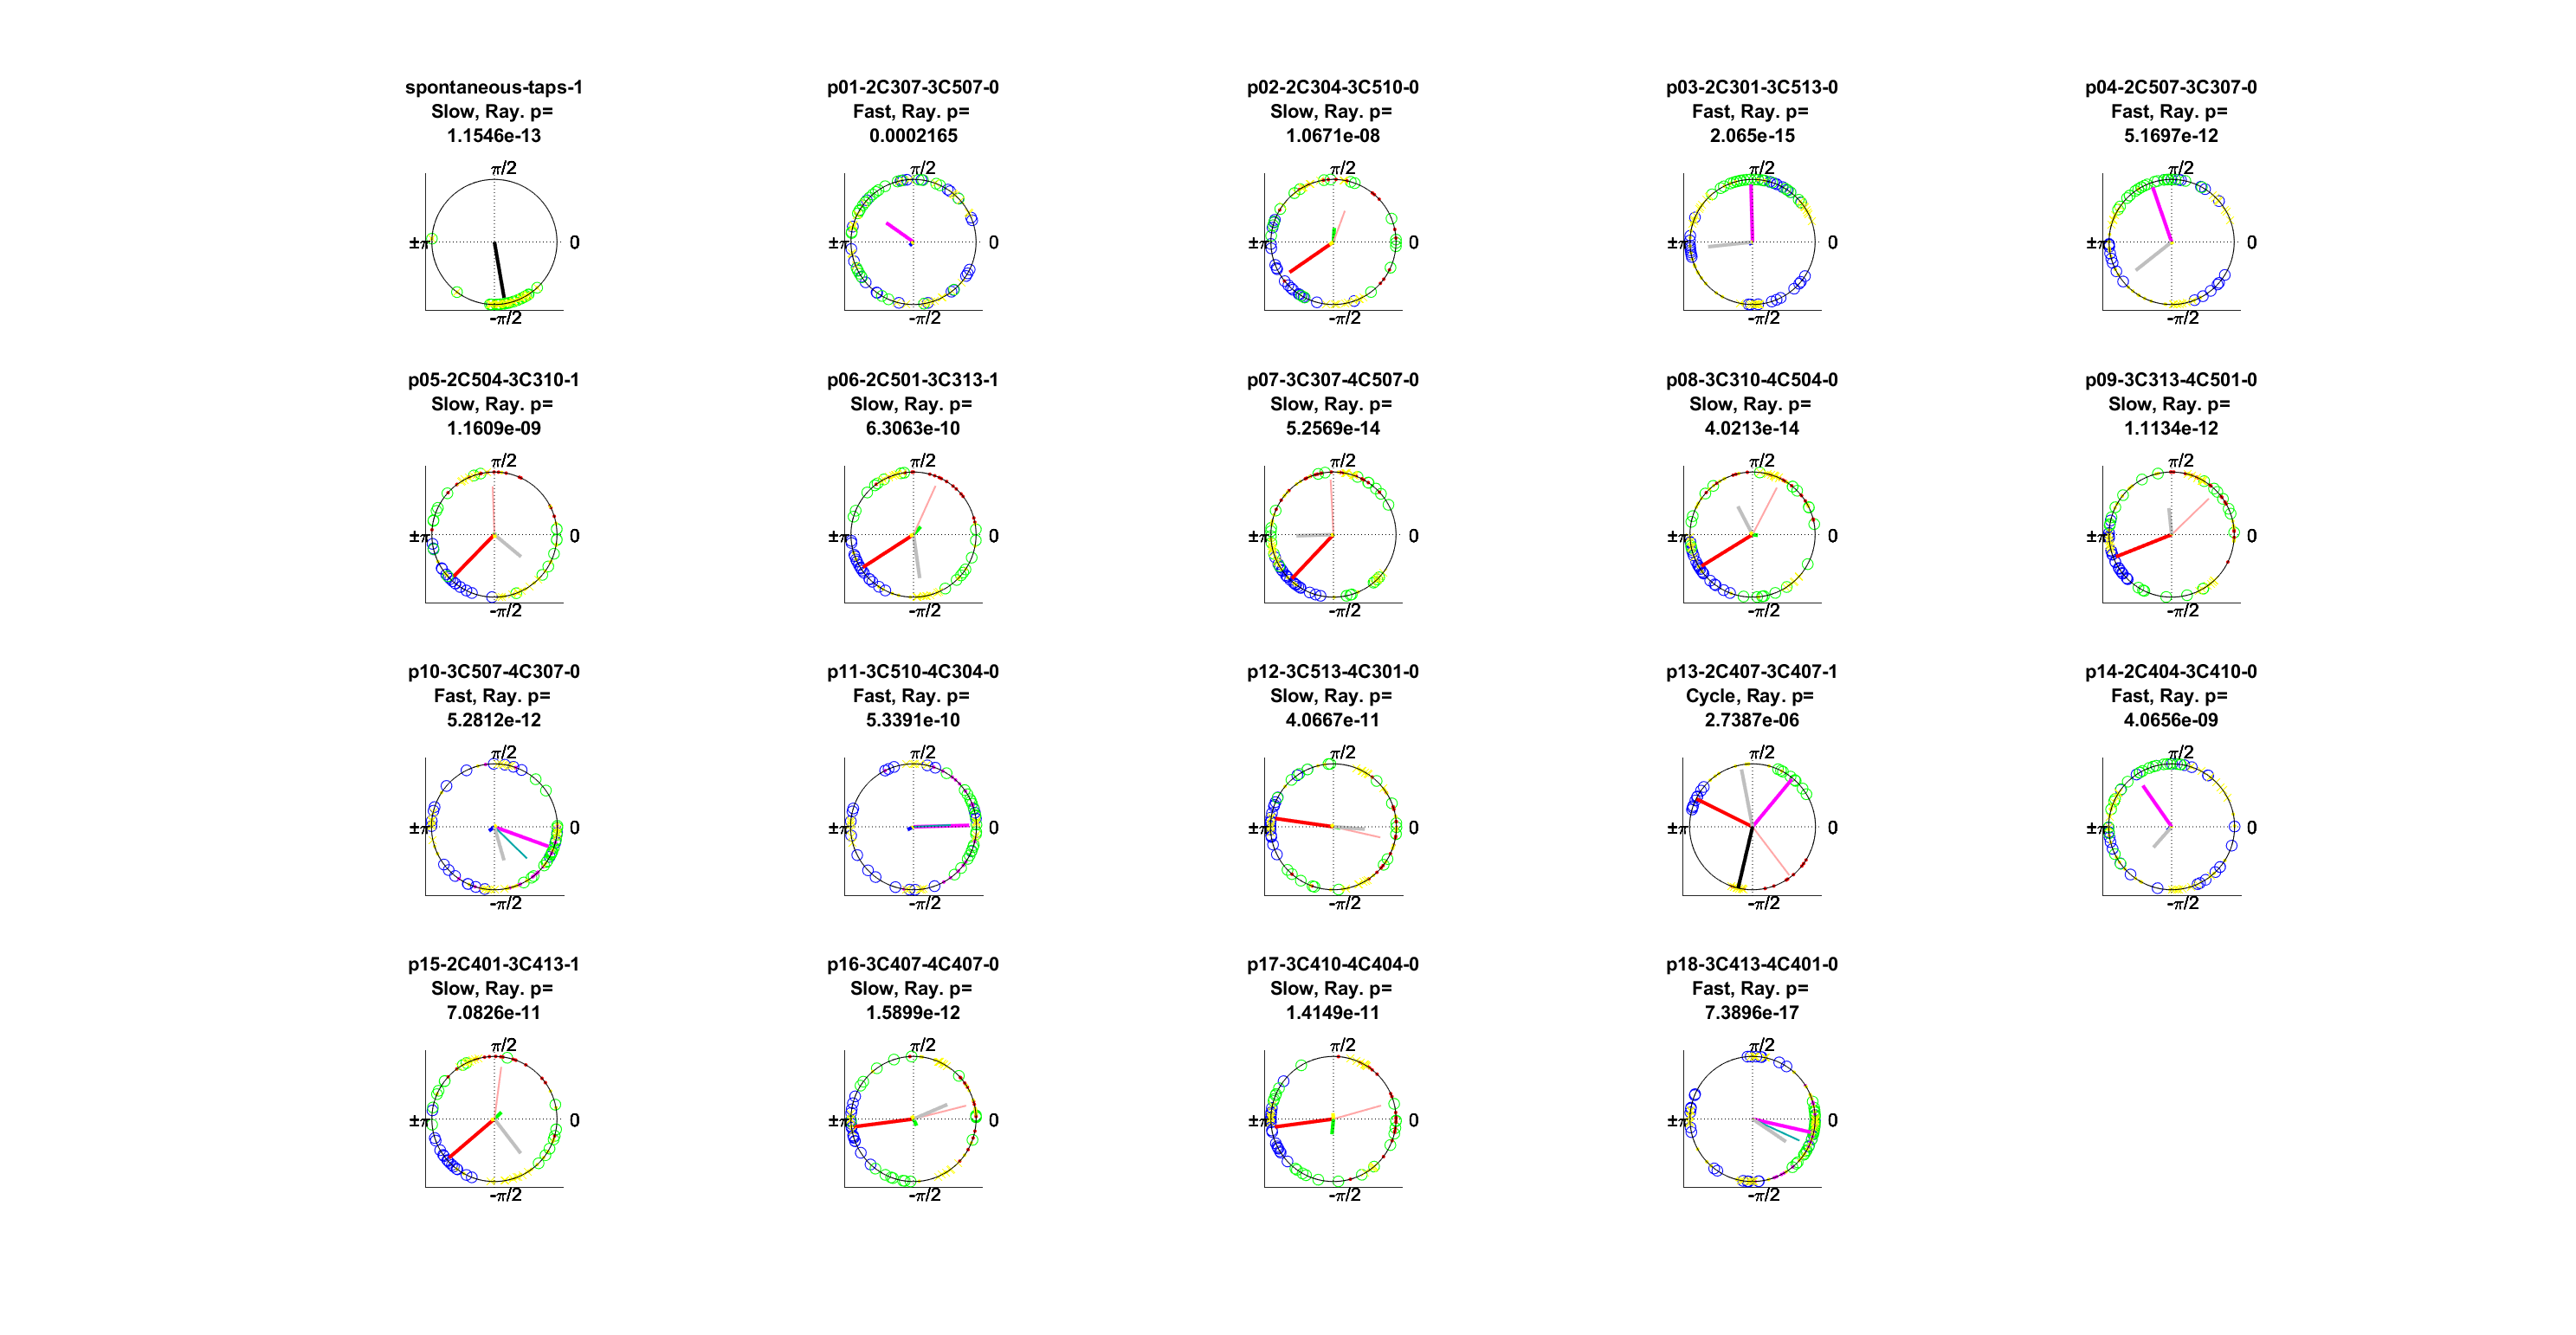 spontaneous-taps-1
Slow, Ray. p=
1.1546e-13
π/2
±π
0
-π/2
p01-2C307-3C507-0
Fast, Ray. p=
0.0002165
π/2
±π
0
-π/2
p02-2C304-3C510-0
Slow, Ray. p=
1.0671e-08
π/2
±π
0
-π/2
p03-2C301-3C513-0
Fast, Ray. p=
2.065e-15
π/2
±π
0
-π/2
p04-2C507-3C307-0
Fast, Ray. p=
5.1697e-12
π/2
±π
0
-π/2
p05-2C504-3C310-1
Slow, Ray. p=
1.1609e-09
π/2
±π
0
-π/2
p06-2C501-3C313-1
Slow, Ray. p=
6.3063e-10
π/2
±π
0
-π/2
p07-3C307-4C507-0
Slow, Ray. p=
5.2569e-14
π/2
±π
0
-π/2
p08-3C310-4C504-0
Slow, Ray. p=
4.0213e-14
π/2
±π
0
-π/2
p09-3C313-4C501-0
Slow, Ray. p=
1.1134e-12
π/2
±π
0
-π/2
p10-3C507-4C307-0
Fast, Ray. p=
5.2812e-12
π/2
±π
0
-π/2
p11-3C510-4C304-0
Fast, Ray. p=
5.3391e-10
π/2
±π
0
-π/2
p12-3C513-4C301-0
Slow, Ray. p=
4.0667e-11
π/2
±π
0
-π/2
p13-2C407-3C407-1
Cycle, Ray. p=
2.7387e-06
π/2
±π
0
-π/2
p14-2C404-3C410-0
Fast, Ray. p=
4.0656e-09
π/2
±π
0
-π/2
p15-2C401-3C413-1
Slow, Ray. p=
7.0826e-11
π/2
±π
0
-π/2
p16-3C407-4C407-0
Slow, Ray. p=
1.5899e-12
π/2
±π
0
-π/2
p17-3C410-4C404-0
Slow, Ray. p=
1.4149e-11
π/2
±π
0
-π/2
p18-3C413-4C401-0
Fast, Ray. p=
7.3896e-17
π/2
±π
0
-π/2